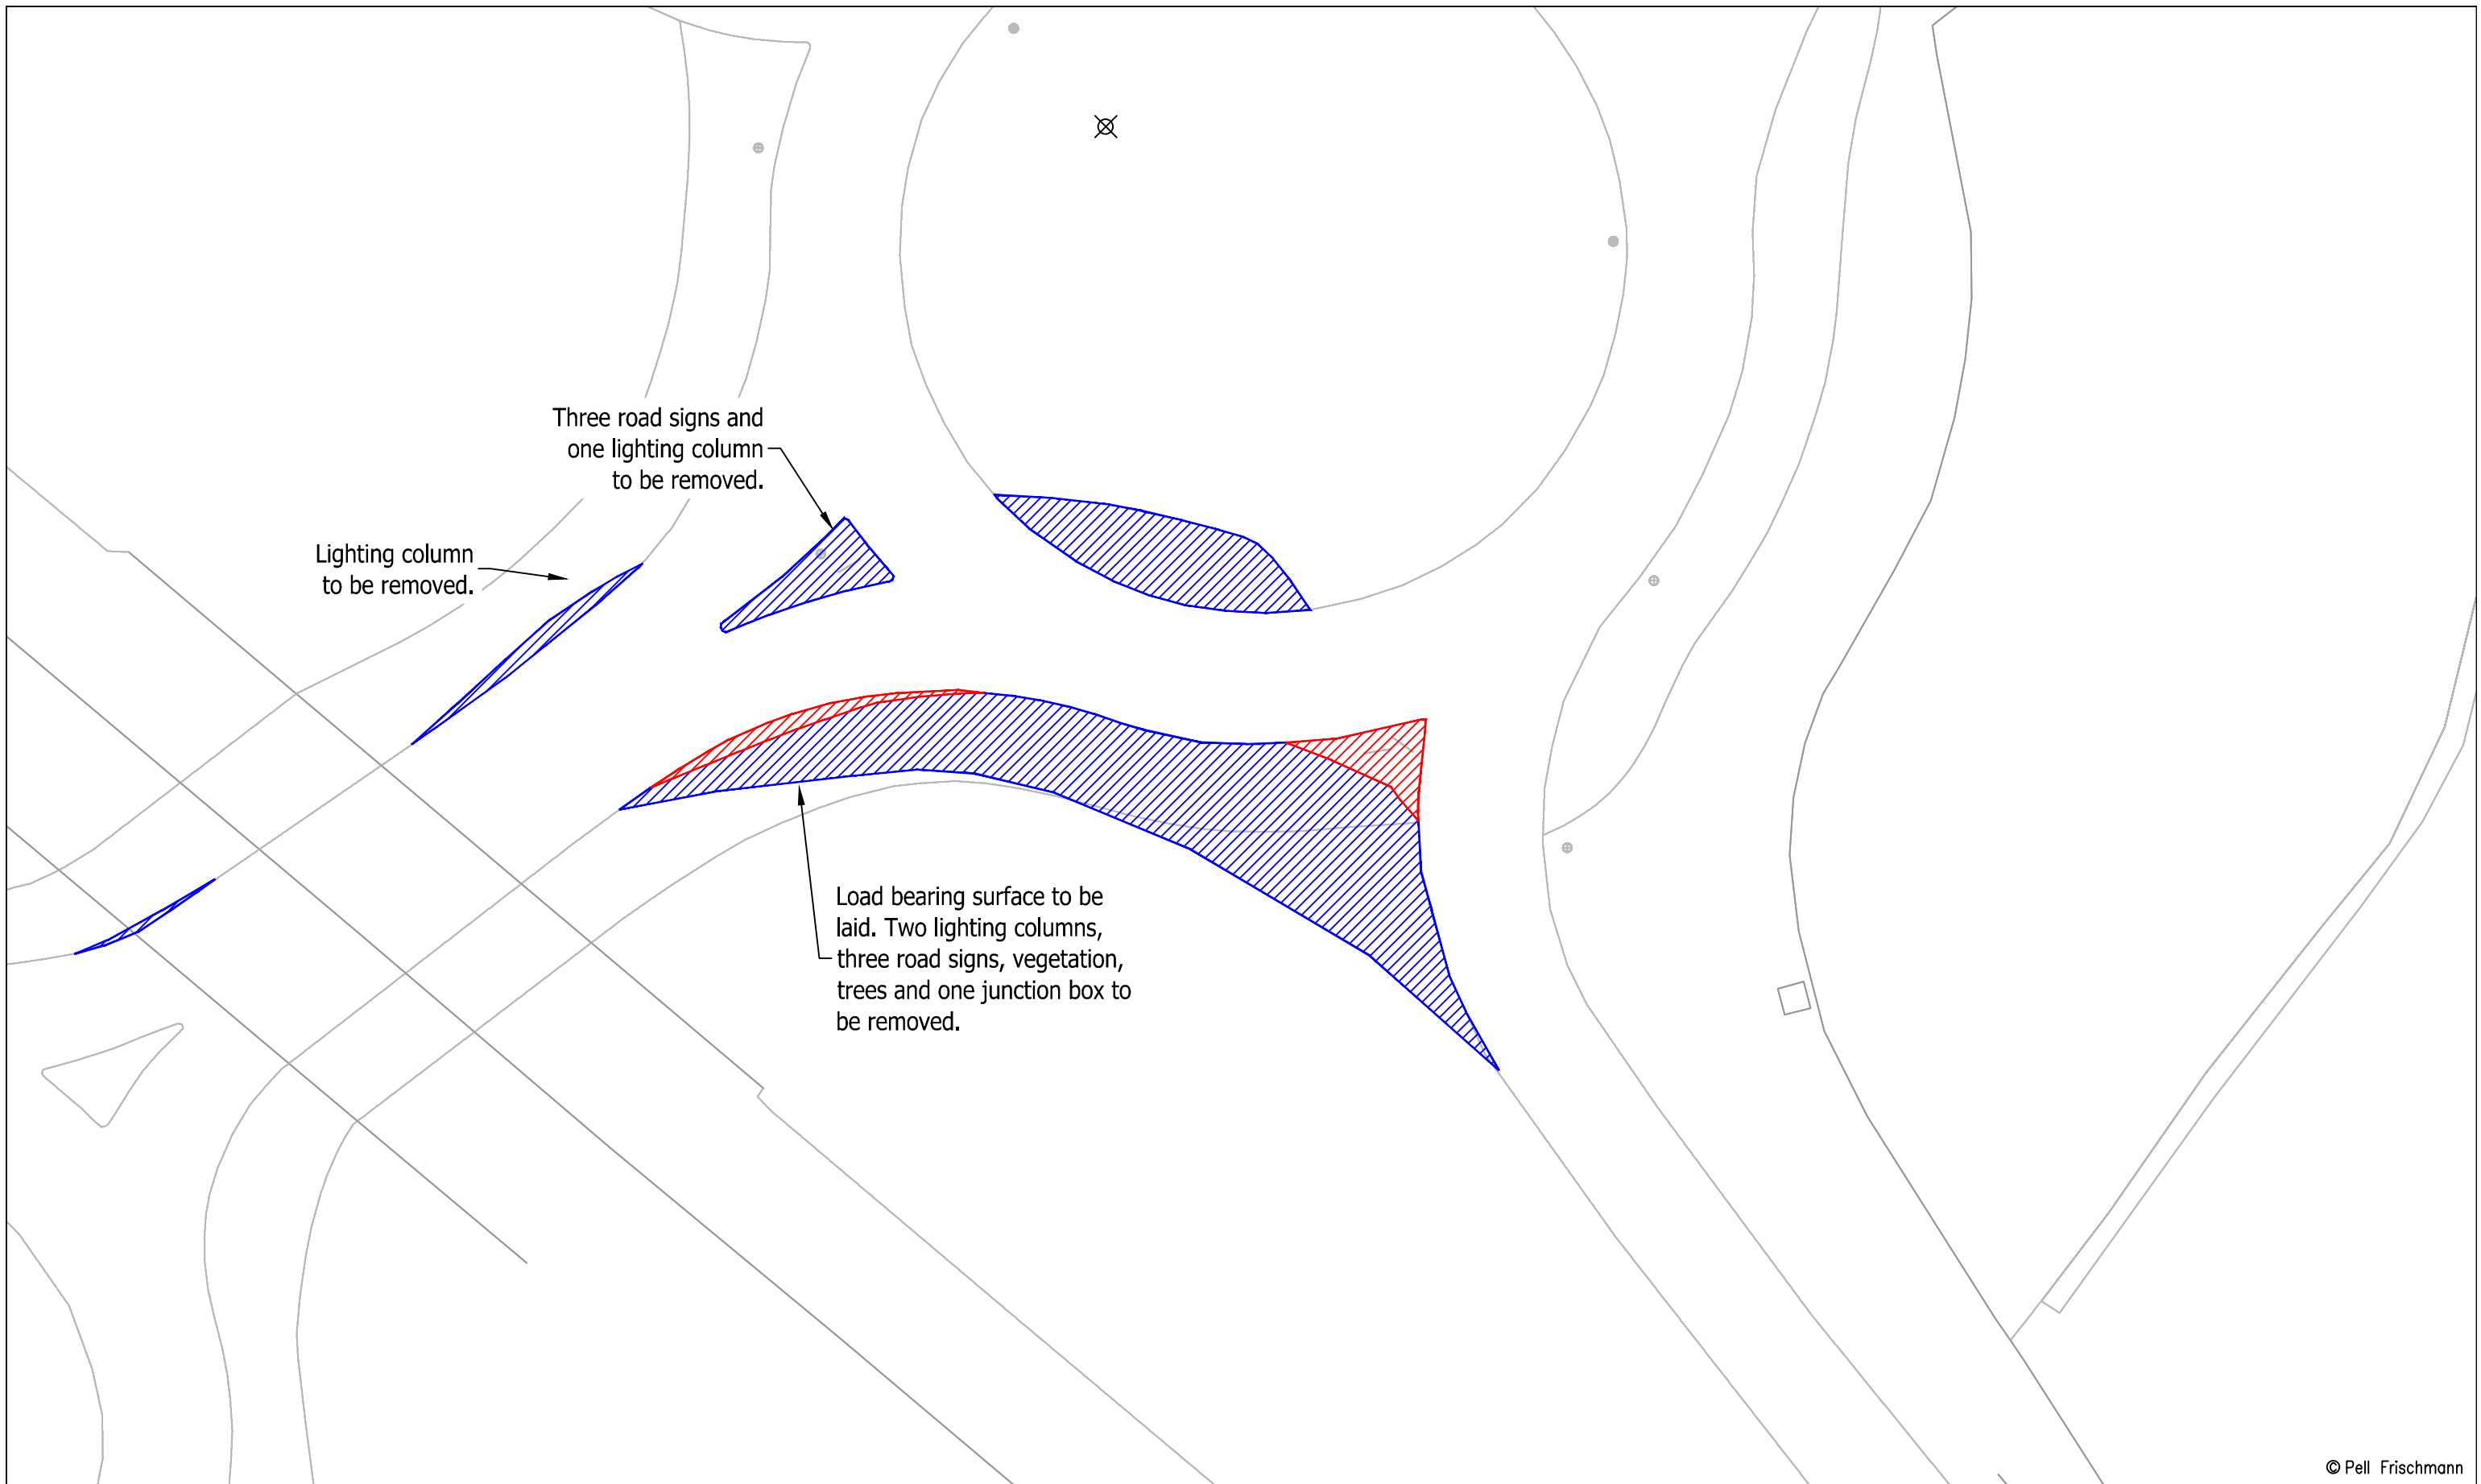 Three road signs and
one lighting column
to be removed.
Lighting column
to be removed.
Load bearing surface to be
laid. Two lighting columns,
three road signs, vegetation,
trees and one junction box to
be removed.
© Pell Frischmann